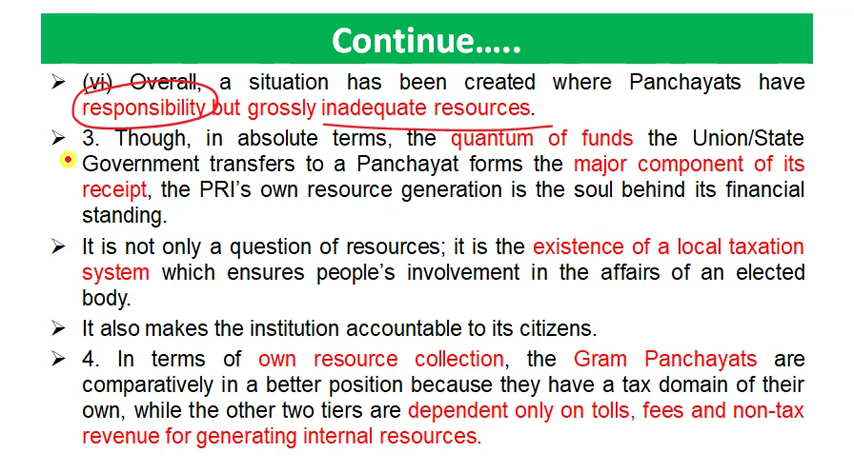 Continue.....
➢ (vi) Overall, a situation has been created where Panchayats have
responsibility but grossly inadequate resources.
➢ 3. Though, in absolute terms, the quantum of funds the Union/State
Government transfers to a Panchayat forms the major component of its
receipt, the PRI's own resource generation is the soul behind its financial
standing.
➢ It is not only a question of resources; it is the existence of a local taxation
system which ensures people's involvement in the affairs of an elected
body.
➢ It also makes the institution accountable to its citizens.
➢ 4. In terms of own resource collection, the Gram Panchayats are
comparatively in a better position because they have a tax domain of their
own, while the other two tiers are dependent only on tolls, fees and non-tax
revenue for generating internal resources.